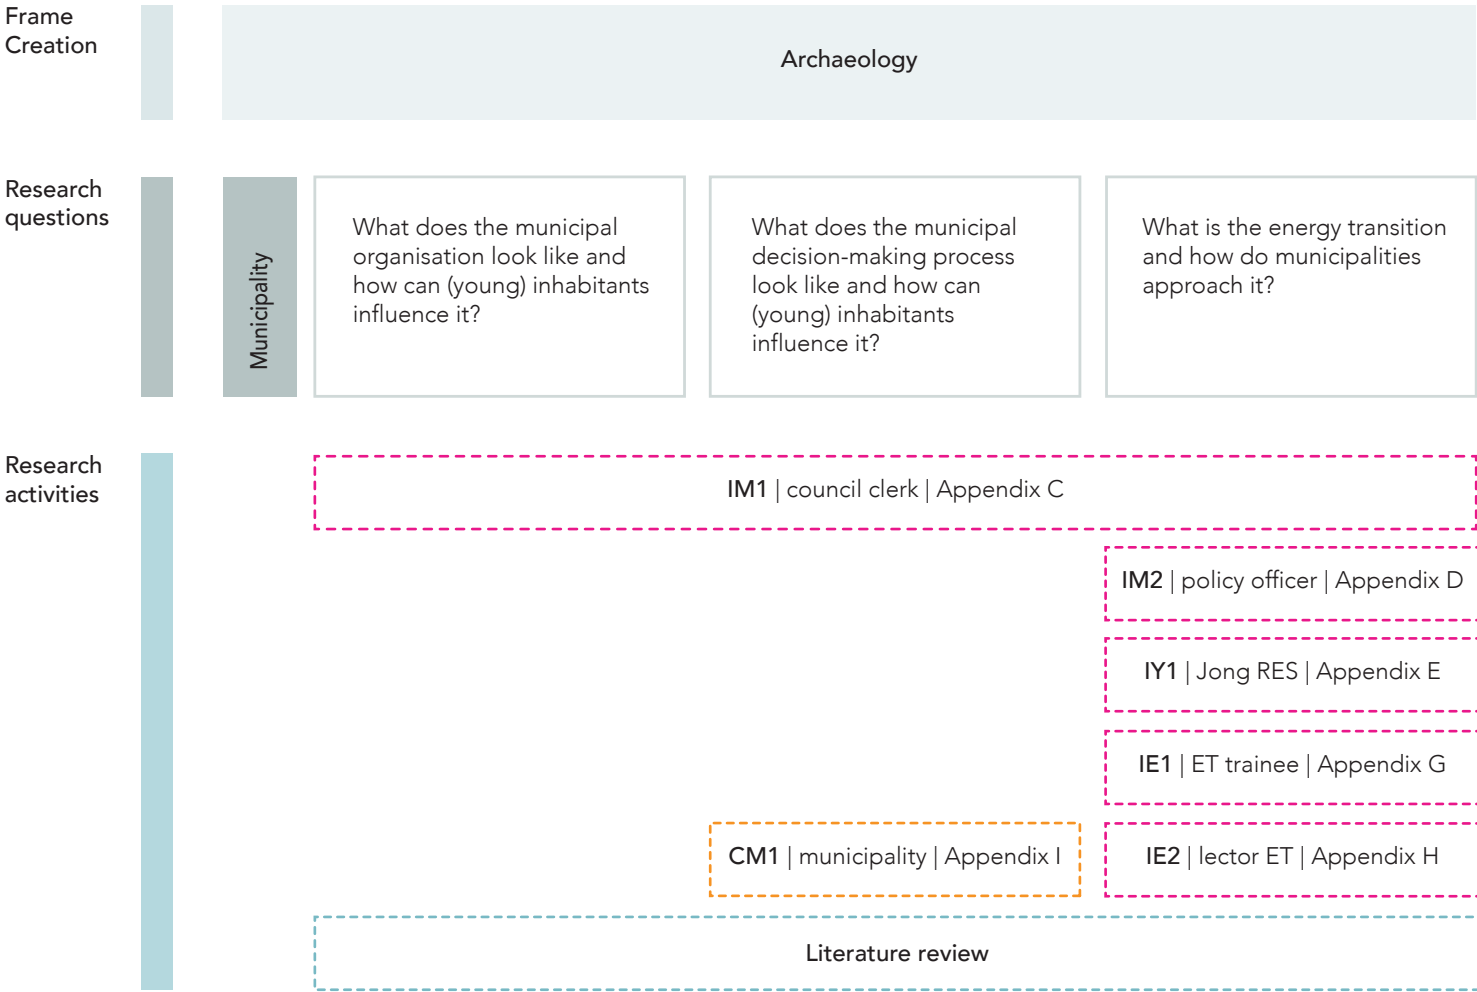 Frame
Creation
Archaeology
Research
questions
Municipality
What does the municipal
organisation look like and
how can (young) inhabitants
influence it?
What does the municipal
decision-making process
look like and how can
(young) inhabitants
influence it?
What is the energy transition
and how do municipalities
approach it?
Research
activities
IM1 | council clerk | Appendix C
IM2 | policy officer | Appendix D
IY1 | Jong RES | Appendix E
IE1 | ET trainee | Appendix G
CM1 | municipality | Appendix I
IE2 | lector ET | Appendix H
Literature review